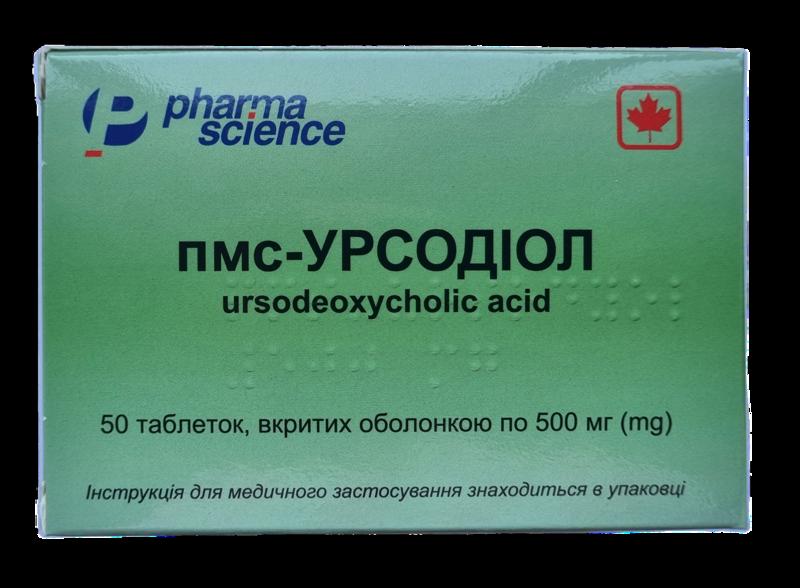 pharma
science
пмс-УРСОДІОЛ
ursodeoxycholic acid
50 таблеток, вкритих оболонкою по 500 мг (mg)
Інструкція для медичного застосування знаходиться в упаковці